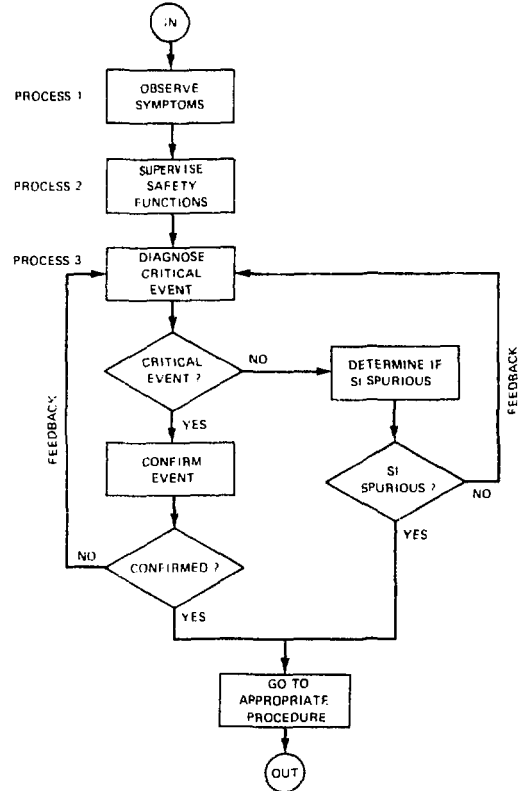 IN
PROCESS 1
OBSERVE
SYMPTOMS
PROCESS 2
SUPERVISE
SAFETY
FUNCTIONS
PROCESS 3
DIAGNOSE
CRITICAL
EVENT
CRITICAL
EVENT ?
NO
DETERMINE IF
SI SPURIOUS
FEEDBACK
FEEDBACK
YES
CONFIRM
EVENT
SI
SPURIOUS ?
NO
YES
NO
CONFIRMED ?
YES
GO TO
APPROPRIATE
PROCEDURE
OUT